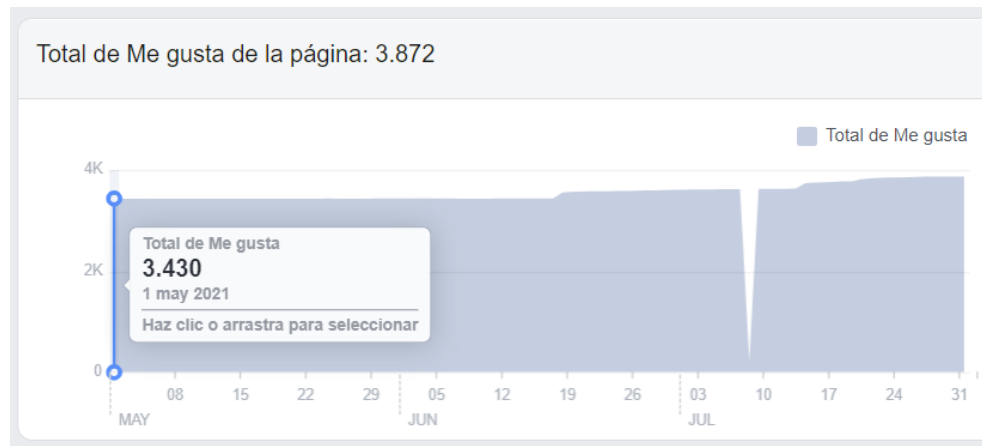 Total de Me gusta de la página: 3.872
Total de Me gusta
4K
Total de Me gusta
3.430
1 may 2021
Haz clic o arrastra para seleccionar
2K
0
08 15 22 29 05 12 19 26 03 10 17 24 31
MAY JUN JUL